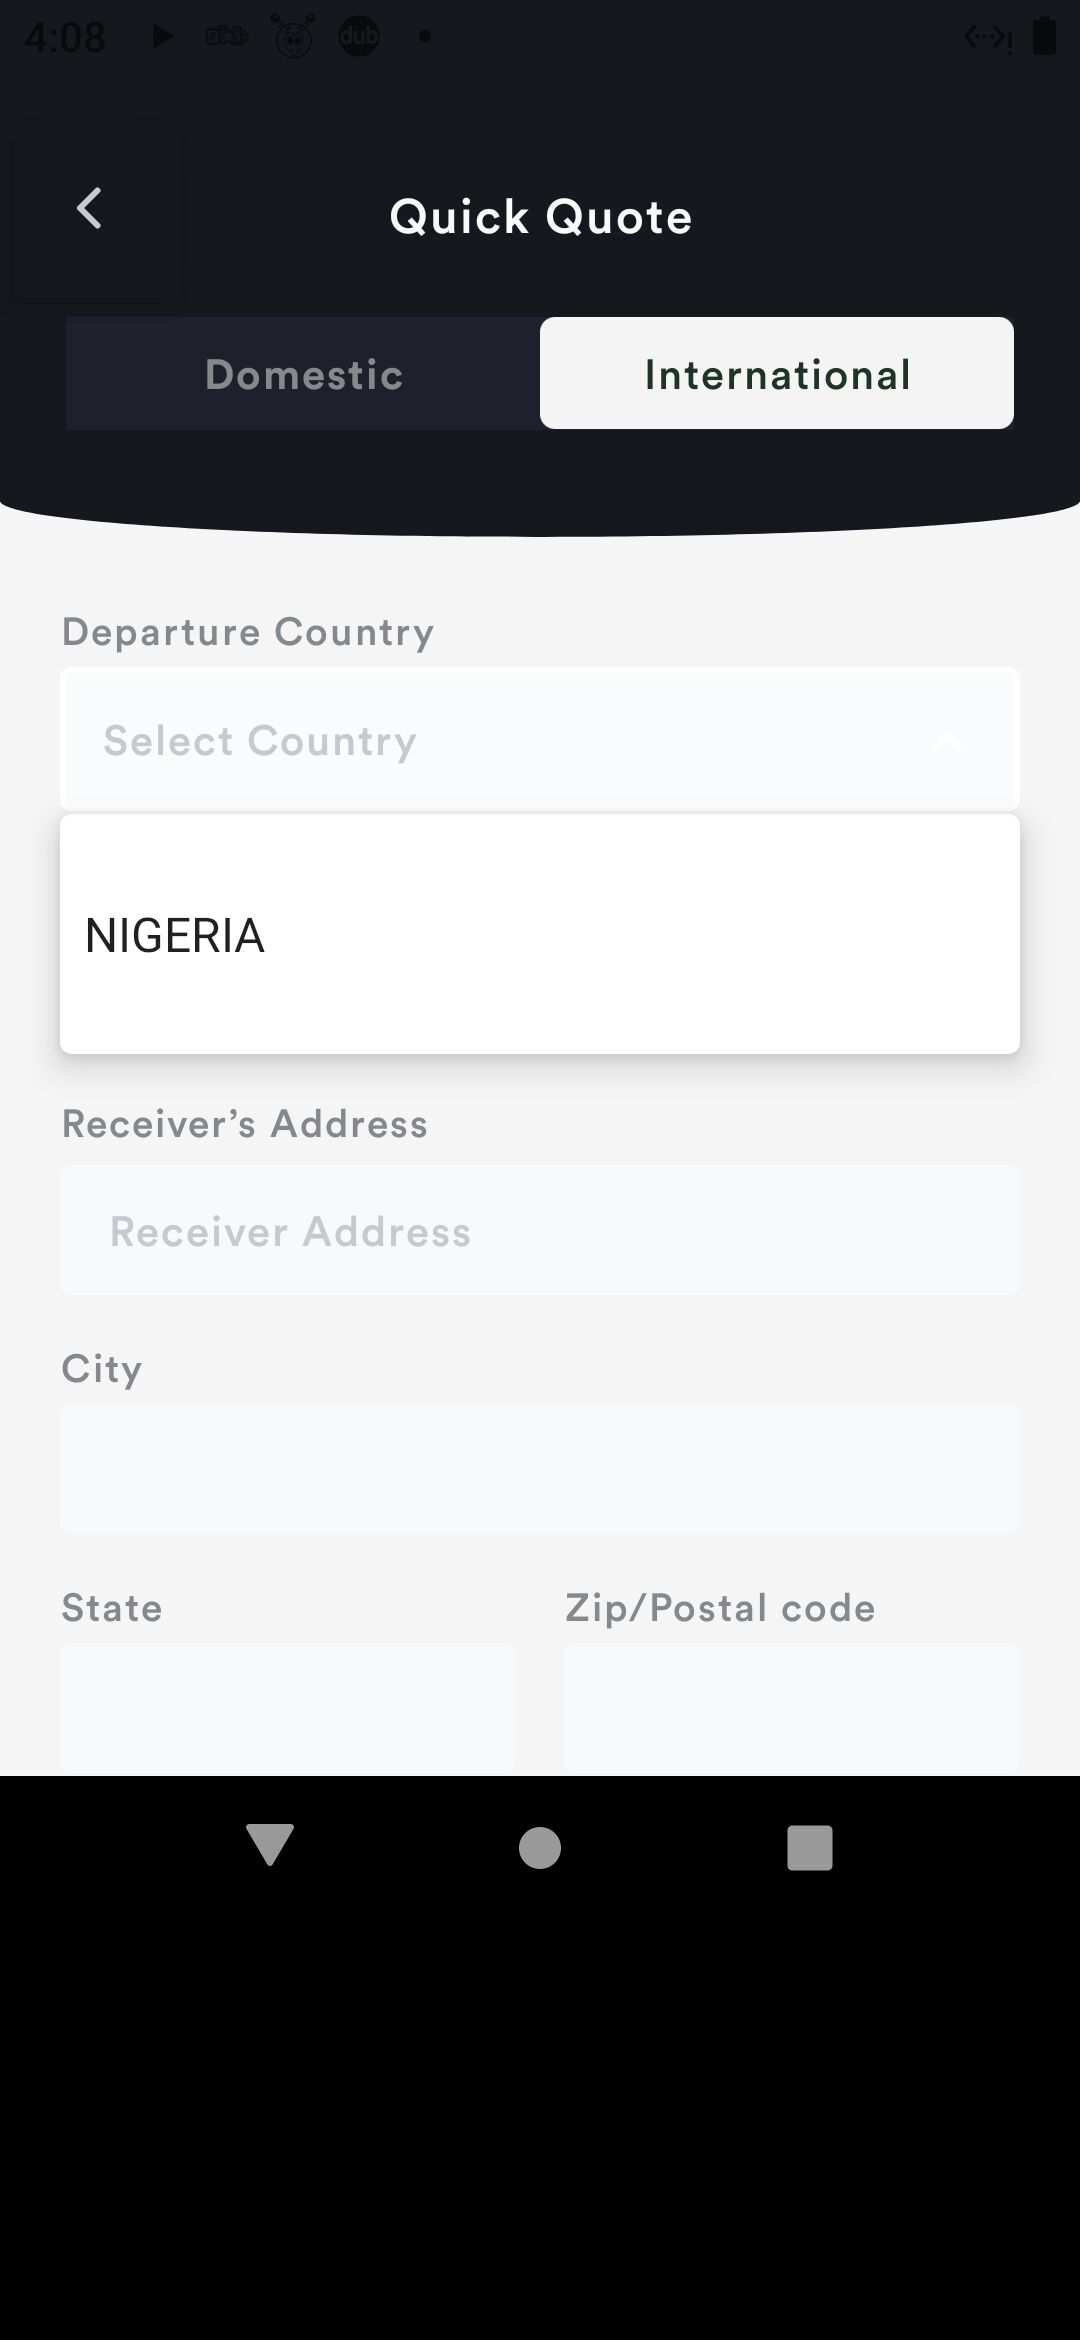 4:08
dub
Quick Quote
Domestic International
Departure Country
Select Country
NIGERIA
Receiver’s Address
Receiver Address
City
State Zip/Postal code